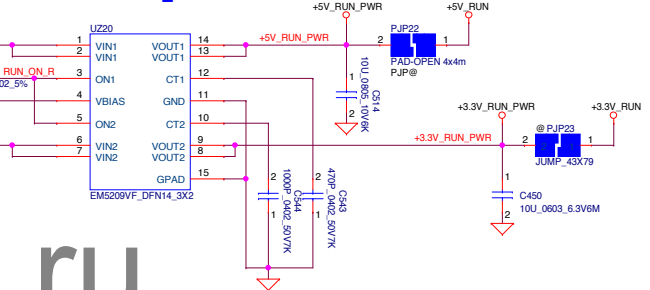 +5V_RUN_PWR
+5V_RUN
UZ20
PJP22
1 VIN1 VOUT1 14
2 VIN1 VOUT1 13
+5V_RUN_PWR
2 1
PAD-OPEN 4x4m
PJP@
RUN_ON_R
02_5%
3 ON1 CT1 12
4 VBIAS GND 11
5 ON2 CT2 10
6 VIN2 VOUT2 9
7 VIN2 VOUT2 8
GPAD 15
EM5209VF_DFN14_3X2
1
2
C514
10U_0805_10V6K
+3.3V_RUN_PWR
+3.3V_RUN
+3.3V_RUN_PWR
@ PJP23
2 1
JUMP_43X79
2
1
C544
1000P_0402_50V7K
2
1
C543
470P_0402_50V7K
1
2
C450
10U_0603_6.3V6M
ru